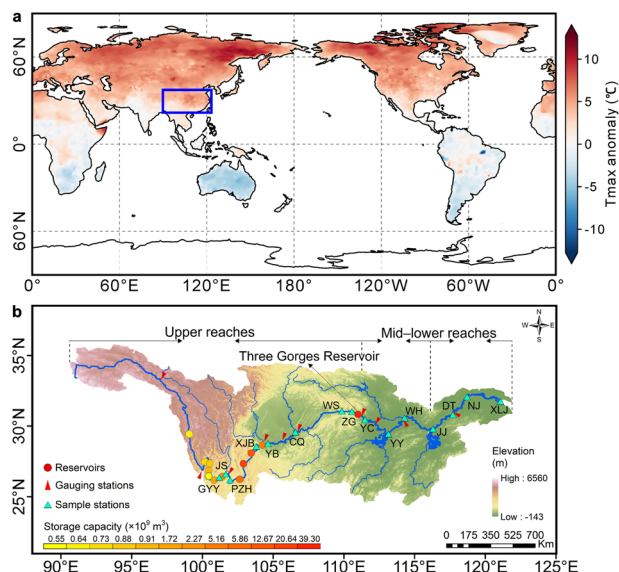 a
60°N
0°
60°N
0°
60°E
120°E
180°
120°W
60°W
0°
10
5
0
-5
-10
Tmax anomaly (℃)
b
Upper reaches
Mid–lower reaches
Three Gorges Reservoir
N
W E
S
35°N
30°N
25°N
WS
ZG
YC
WH
DT
NJ
XLJ
XJB
YB
CQ
YY
JJ
JS
GYY
PZH
Reservoirs
Gauging stations
Sample stations
Elevation
(m)
High : 6560
Low : -143
Storage capacity (×10⁹ m³)
0.55 0.64 0.73 0.88 0.91 1.72 2.27 5.16 5.86 12.67 20.64 39.30
0 175 350 525 700
Km
90°E
95°E
100°E
105°E
110°E
115°E
120°E
125°E